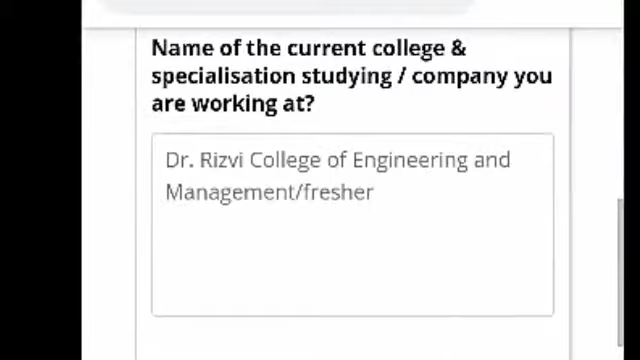 Name of the current college &
specialisation studying / company you
are working at?
Dr. Rizvi College of Engineering and
Management/fresher